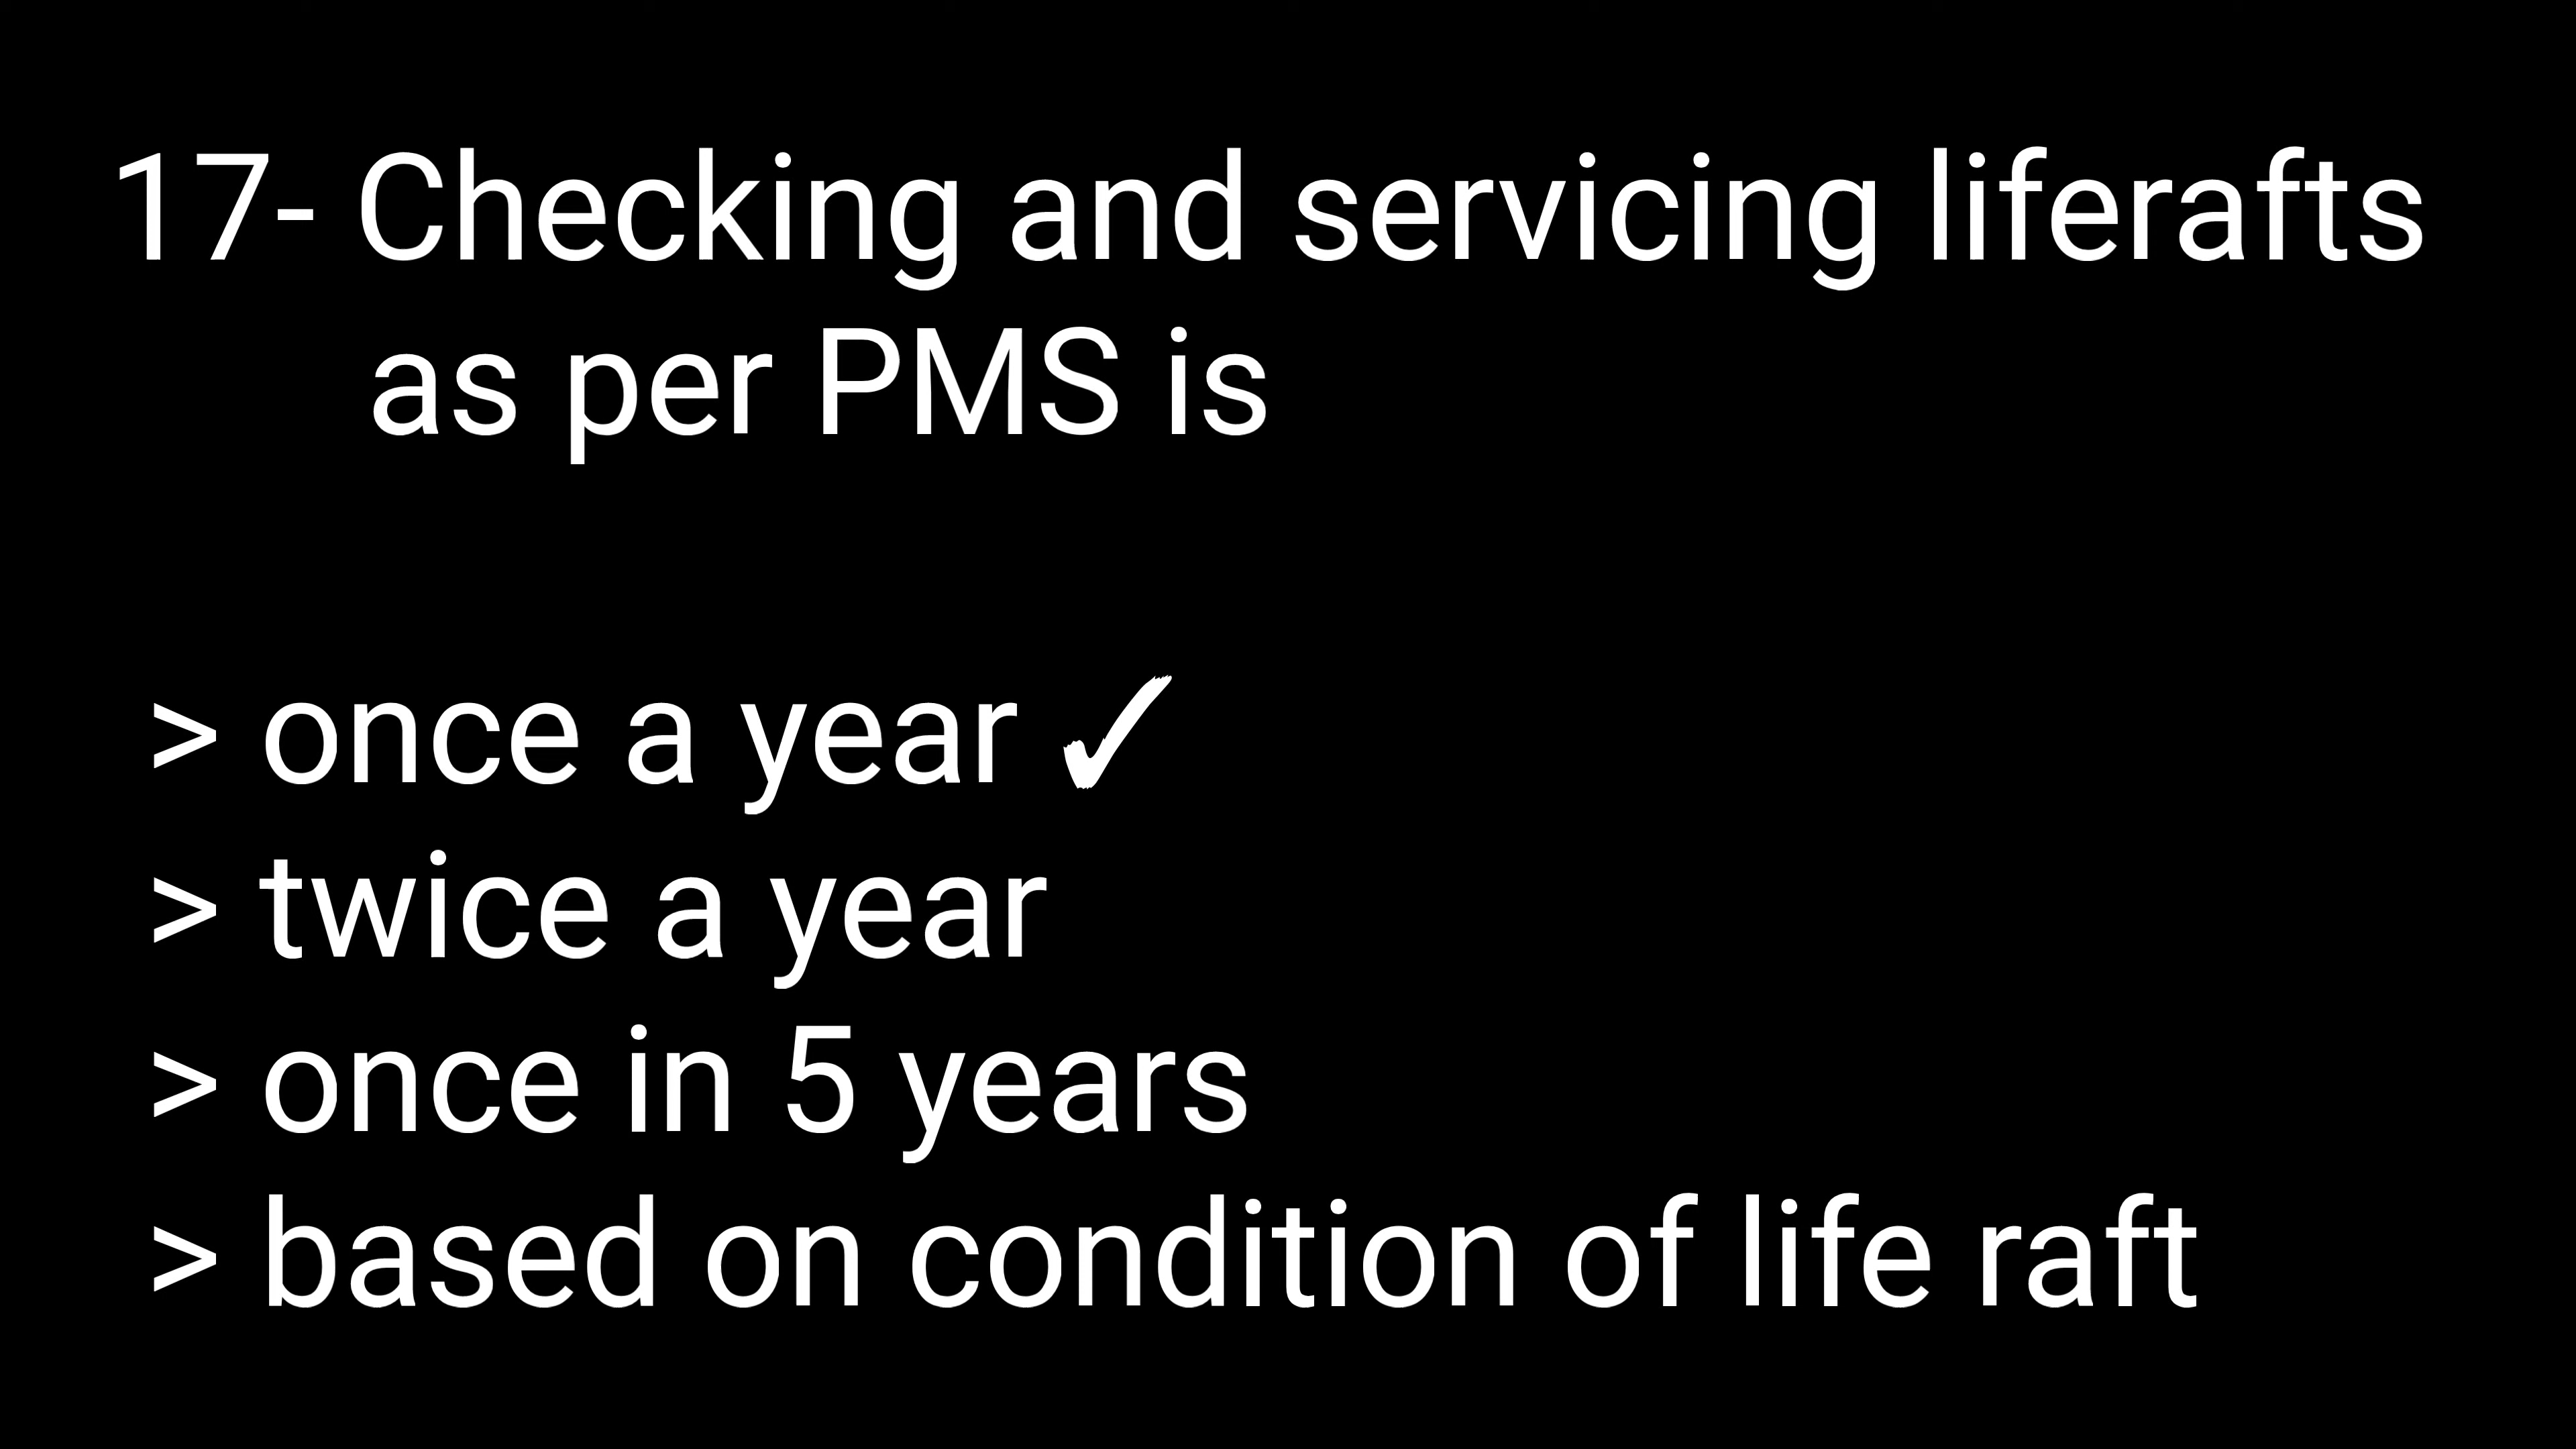 17- Checking and servicing liferafts
as per PMS is
> once a year ✓
> twice a year
> once in 5 years
> based on condition of life raft